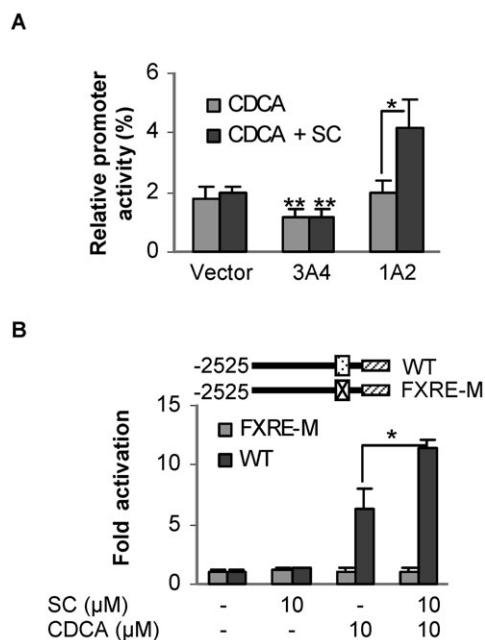 A
Relative promoter
activity (%)
6
4
2
0
CDCA
CDCA + SC
*
** **
Vector 3A4 1A2
B
-2525 WT
-2525 FXRE-M
Fold activation
15
10
5
0
FXRE-M
WT
*
SC (µM) - 10 - 10
CDCA (µM) - - 10 10